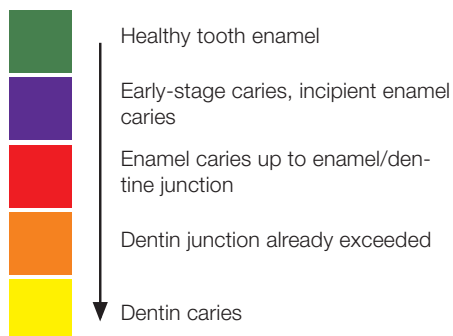 Healthy tooth enamel
Early-stage caries, incipient enamel
caries
Enamel caries up to enamel/den-
tine junction
Dentin junction already exceeded
Dentin caries